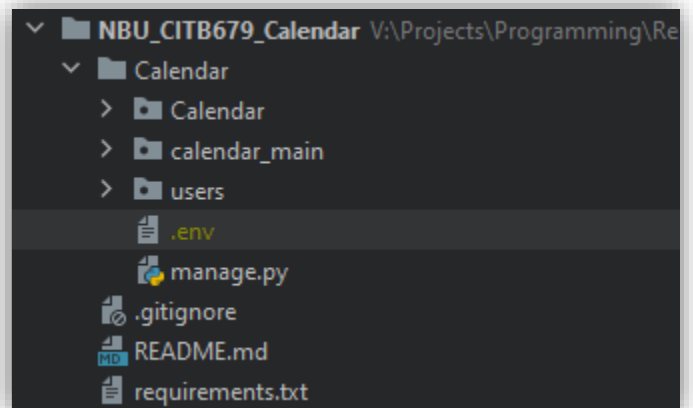 NBU_CITB679_Calendar V:\Projects\Programming\Re
Calendar
Calendar
calendar_main
users
.env
manage.py
.gitignore
MD README.md
requirements.txt